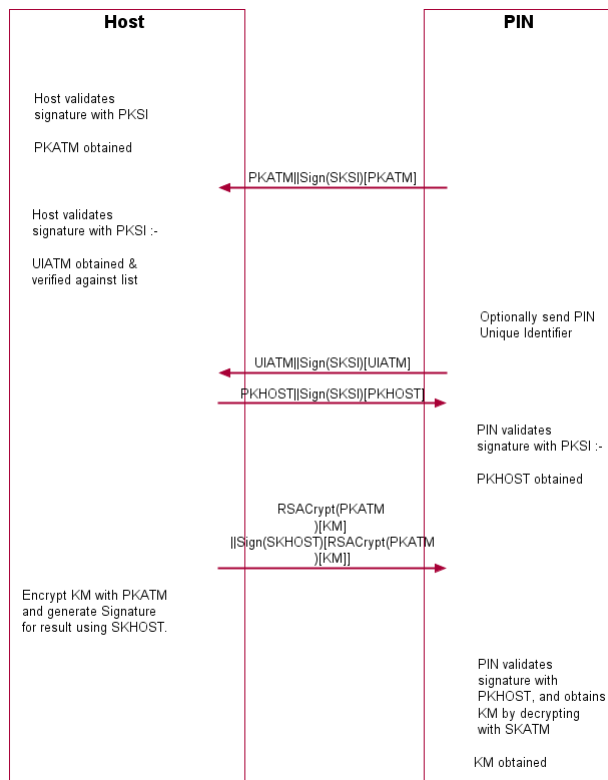 Host
PIN
Host validates
signature with PKSI
PKATM obtained
PKATM||Sign(SKSI)[PKATM]
Host validates
signature with PKSI :-
UIATM obtained &
verified against list
Optionally send PIN
Unique Identifier
UIATM||Sign(SKSI)[UIATM]
PKHOST||Sign(SKSI)[PKHOST]
PIN validates
signature with PKSI :-
PKHOST obtained
RSACrypt(PKATM
)[KM]
||Sign(SKHOST)[RSACrypt(PKATM
)[KM]]
Encrypt KM with PKATM
and generate Signature
for result using SKHOST.
PIN validates
signature with
PKHOST, and obtains
KM by decrypting
with SKATM
KM obtained